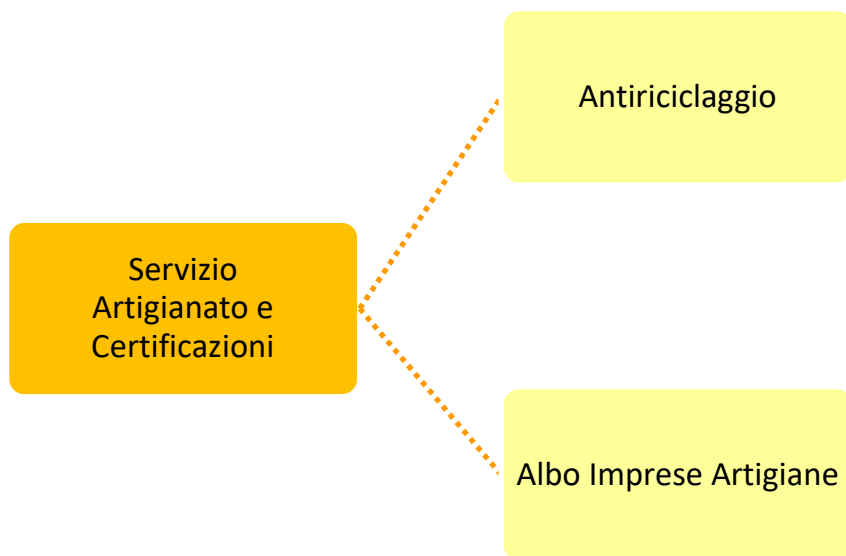 Antiriciclaggio
Servizio
Artigianato e
Certificazioni
Albo Imprese Artigiane